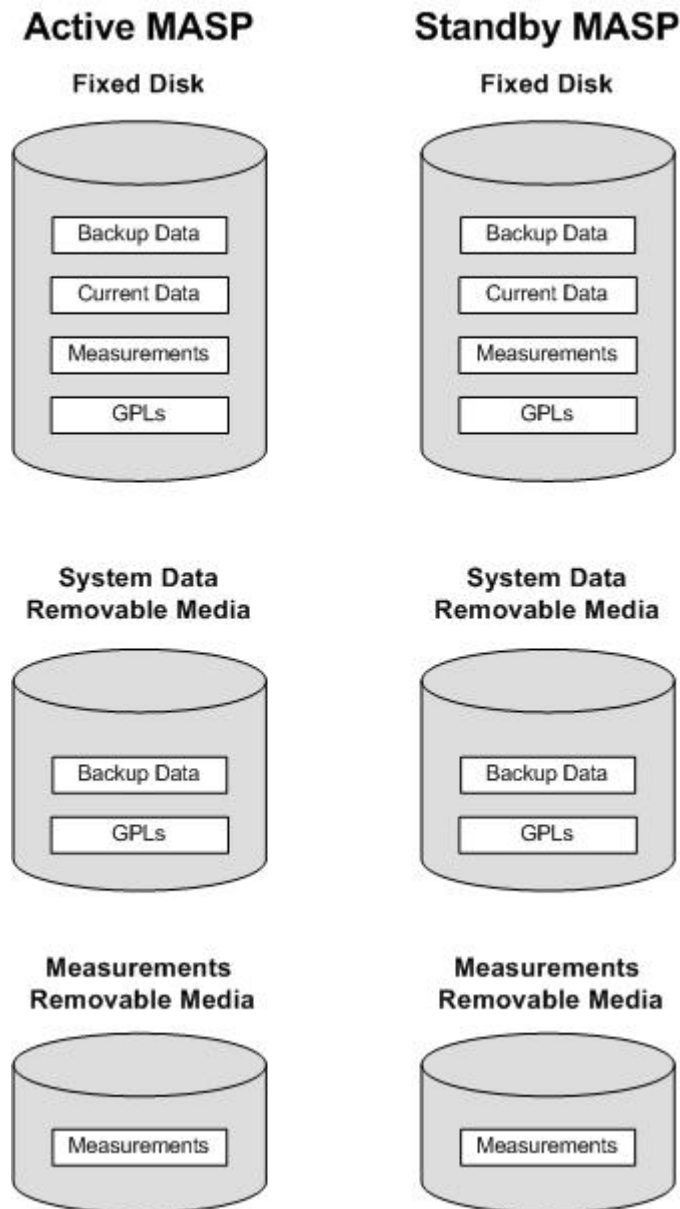 Active MASP
Standby MASP
Fixed Disk
Fixed Disk
Backup Data
Backup Data
Current Data
Current Data
Measurements
Measurements
GPLs
GPLs
System Data
Removable Media
System Data
Removable Media
Backup Data
Backup Data
GPLs
GPLs
Measurements
Removable Media
Measurements
Removable Media
Measurements
Measurements